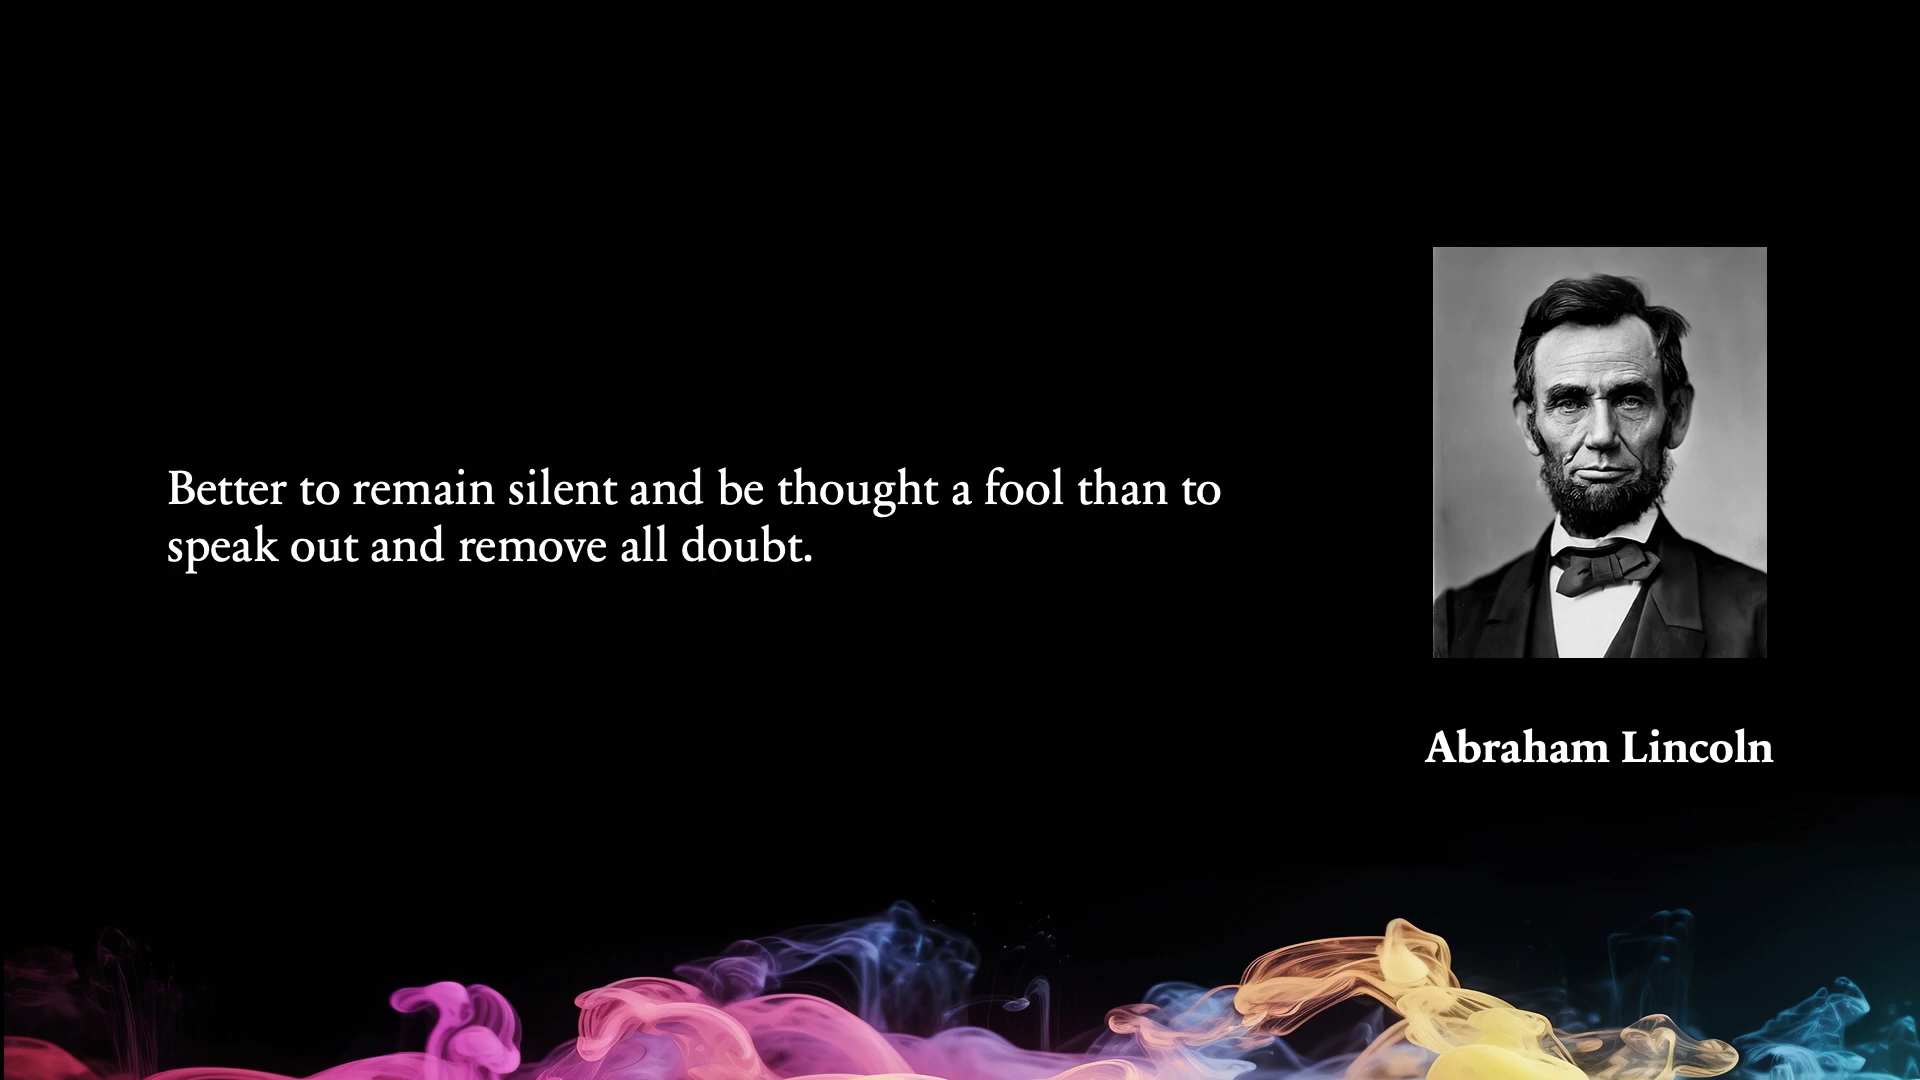 Better to remain silent and be thought a fool than to
speak out and remove all doubt.
Abraham Lincoln